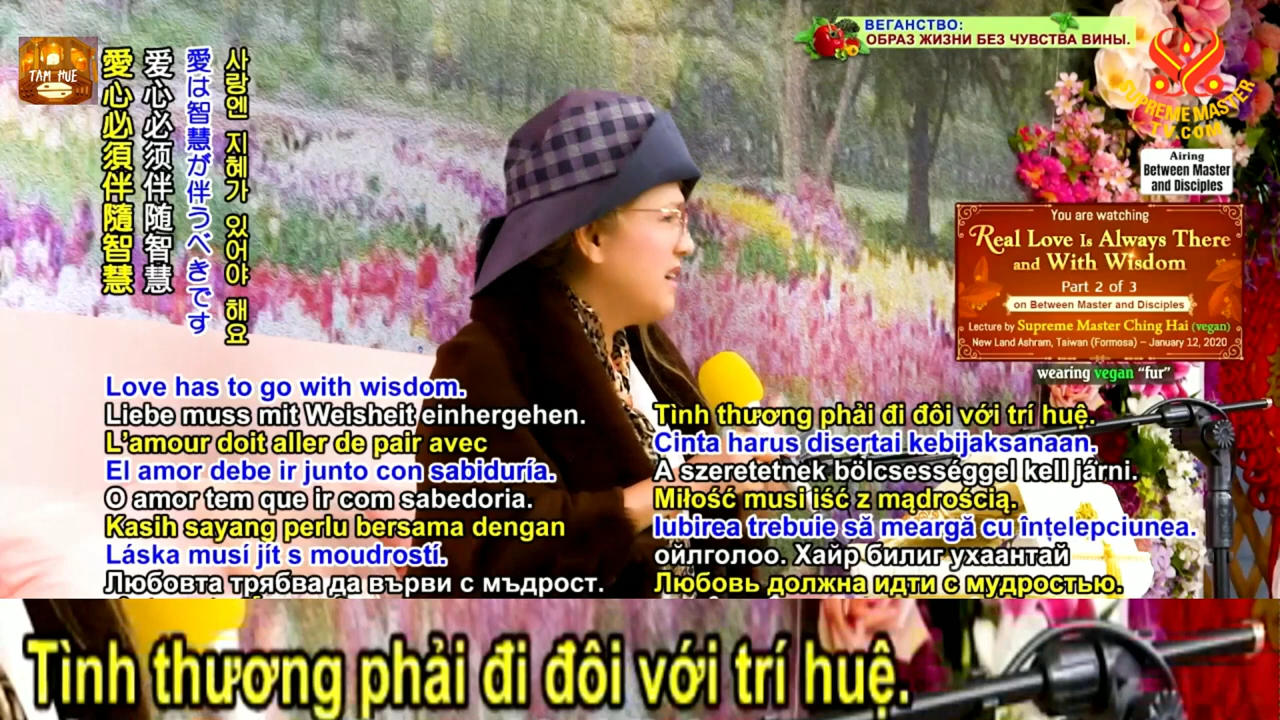 TAM HUE
愛心必須伴隨智慧
爱心必须伴随智慧
愛は智慧が伴うべきです
사랑엔 지혜가 있어야 해요
ВЕГАНСТВО:
ОБРАЗ ЖИЗНИ БЕЗ ЧУВСТВА ВИНЫ.
SUPREME MASTER
TV.COM
Airing
Between Master
and Disciples
You are watching
Real Love Is Always There
and With Wisdom
Part 2 of 3
on Between Master and Disciples
Lecture by Supreme Master Ching Hai (vegan)
New Land Ashram, Taiwan (Formosa) – January 12, 2020
wearing vegan “fur”
Love has to go with wisdom.
Liebe muss mit Weisheit einhergehen.
L’amour doit aller de pair avec
El amor debe ir junto con sabiduría.
O amor tem que ir com sabedoria.
Kasih sayang perlu bersama dengan
Láska musí jít s moudrostí.
Любовта трябва да върви с мъдрост.
Tình thương phải đi đôi với trí huệ.
Cinta harus disertai kebijaksanaan.
A szeretetnek bölcsességgel kell járni.
Miłość musi iść z mądrością.
Iubirea trebuie să meargă cu înțelepciunea.
ойлголоо. Хайр билиг ухаантай
Любовь должна идти с мудростью.
Tình thương phải đi đôi với trí huệ.